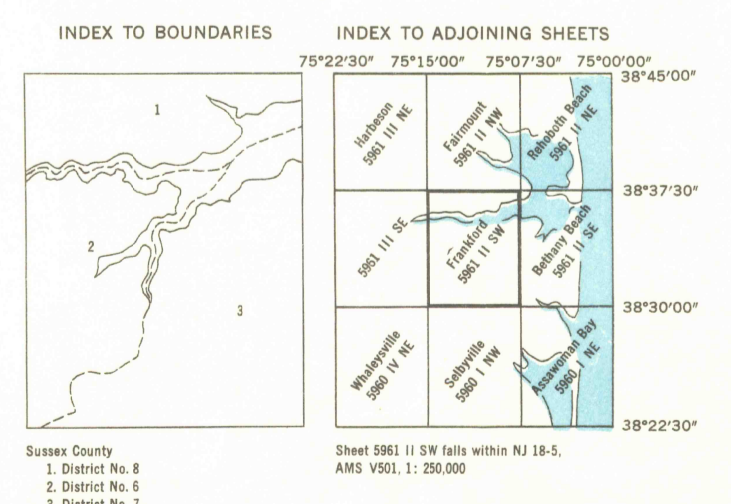 INDEX TO BOUNDARIES
1
2
3
Sussex County
1. District No. 8
2. District No. 6
3. District No. 7
INDEX TO ADJOINING SHEETS
75°22'30" 75°15'00" 75°07'30" 75°00'00"
38°45'00"
Harbeson
5961 III NE
Fairmount
5961 II NW
Rehoboth Beach
5961 II NE
38°37'30"
5961 III SE
Frankford
5961 II SW
Bethany Beach
5961 II SE
38°30'00"
Whaleysville
5960 IV NE
Selbyville
5960 I NW
Assawoman Bay
5960 I NE
38°22'30"
Sheet 5961 II SW falls within NJ 18-5,
AMS V501, 1: 250,000